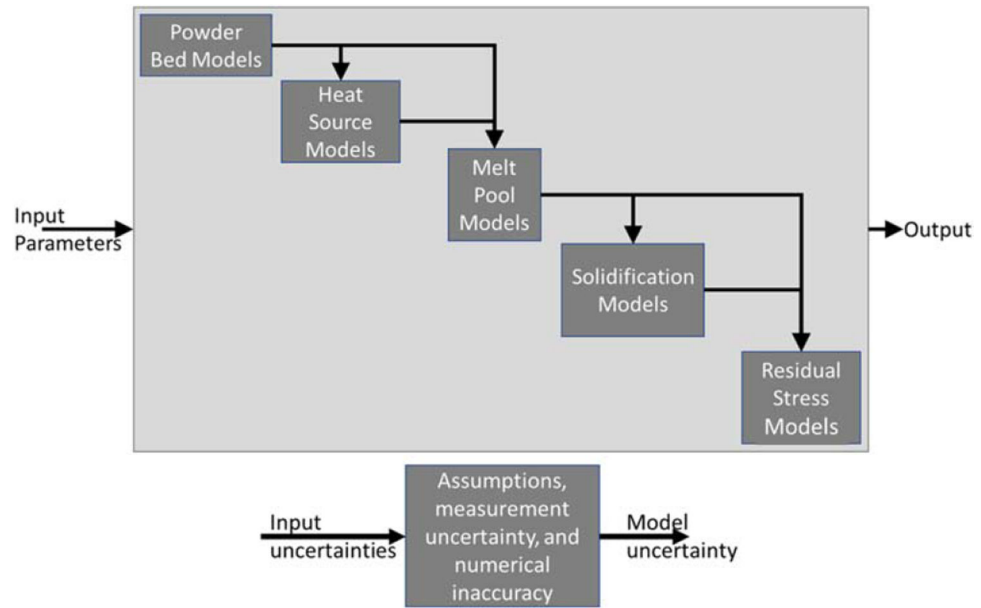 Powder
Bed Models
Heat
Source
Models
Melt
Pool
Models
Input
Parameters
Output
Solidification
Models
Residual
Stress
Models
Assumptions,
measurement
uncertainty, and
numerical
inaccuracy
Input
uncertainties
Model
uncertainty